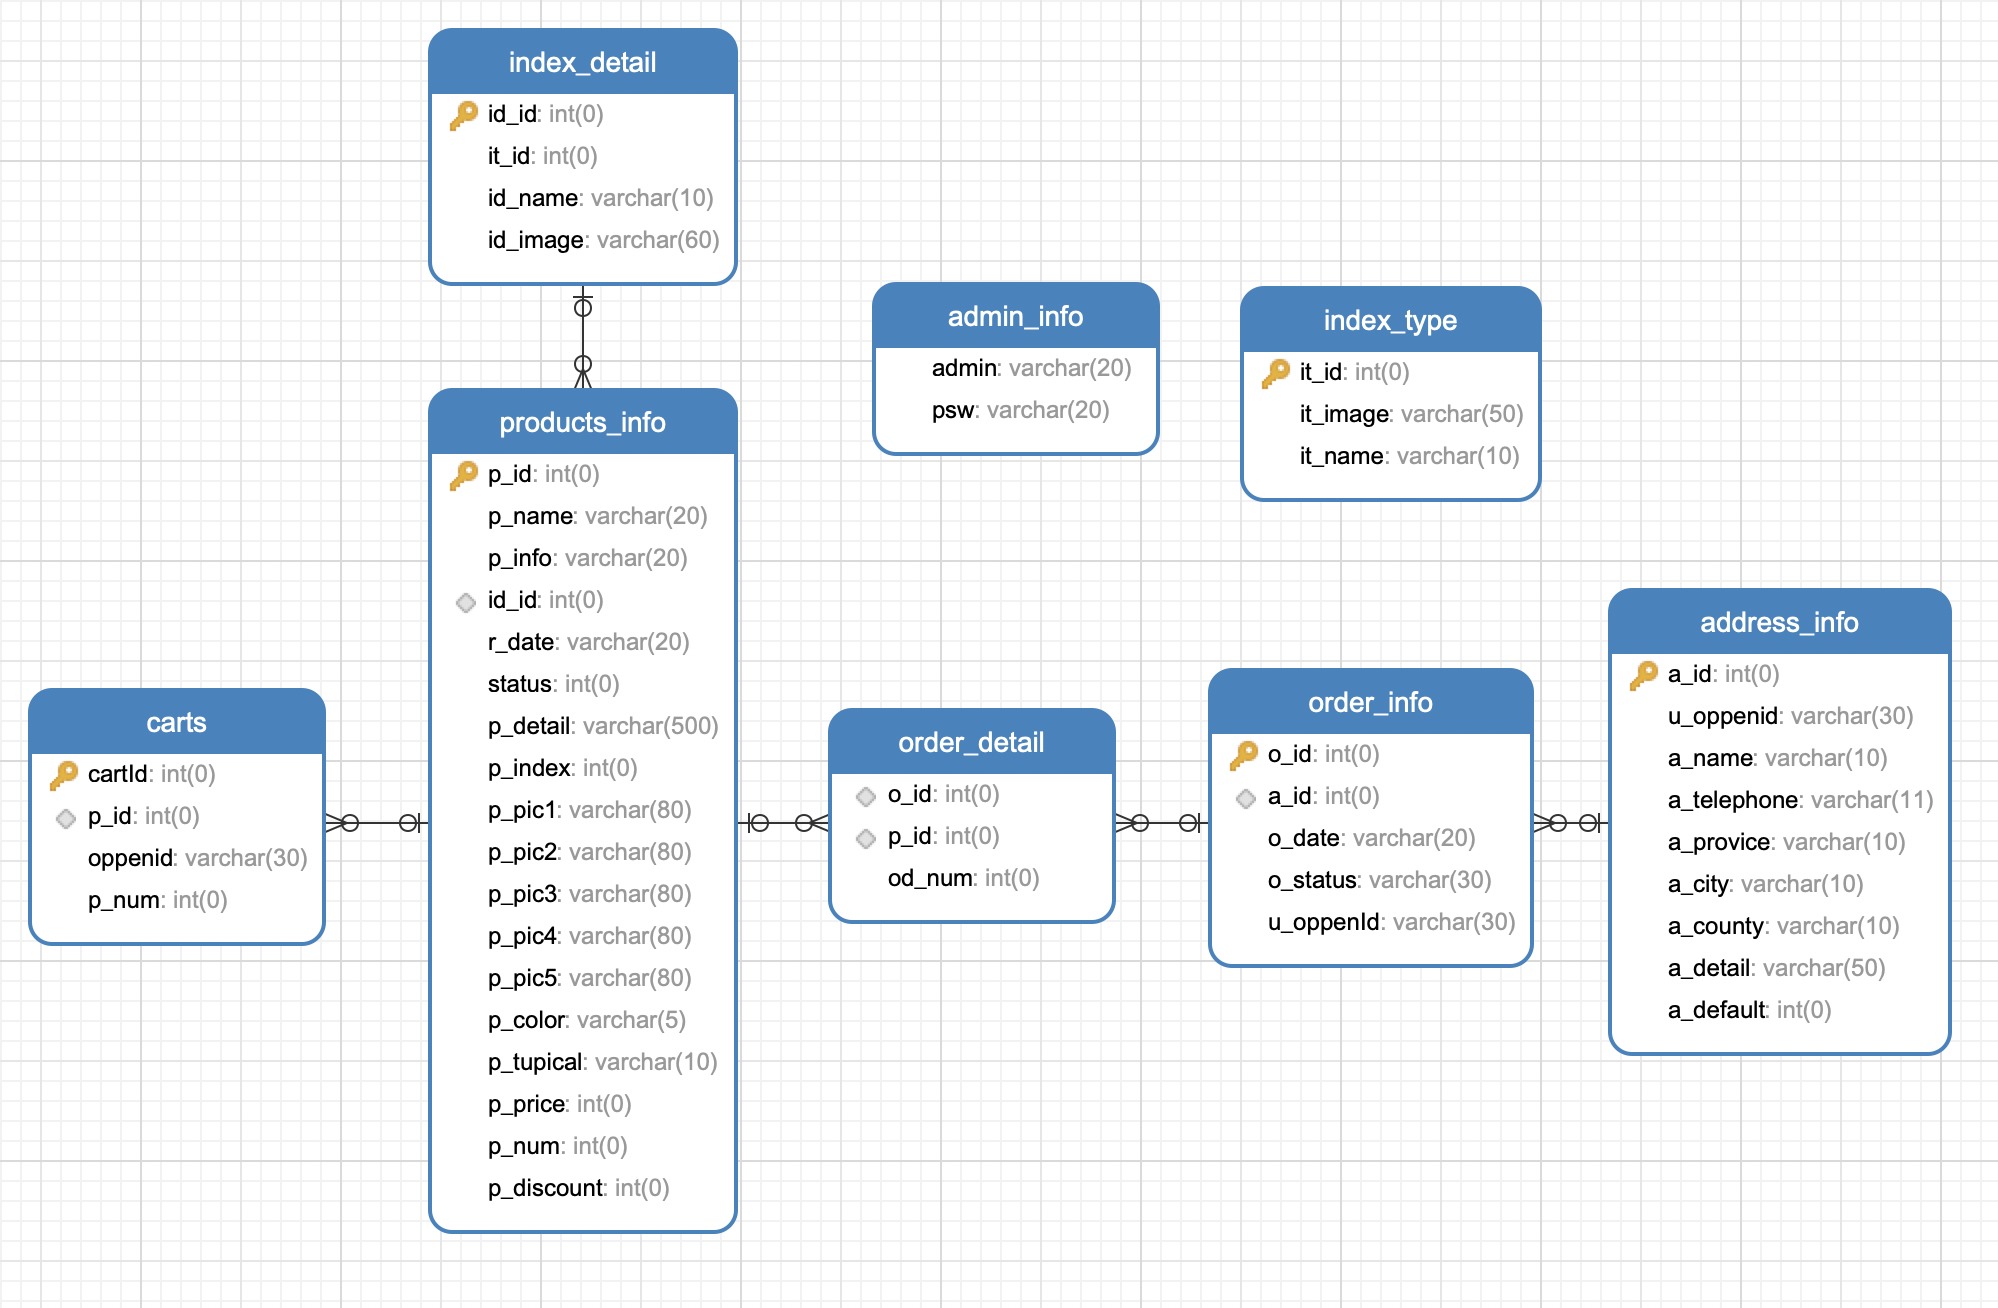 index_detail
id_id: int(0)
it_id: int(0)
id_name: varchar(10)
id_image: varchar(60)
admin_info
admin: varchar(20)
psw: varchar(20)
index_type
it_id: int(0)
it_image: varchar(50)
it_name: varchar(10)
products_info
p_id: int(0)
p_name: varchar(20)
p_info: varchar(20)
id_id: int(0)
r_date: varchar(20)
status: int(0)
p_detail: varchar(500)
p_index: int(0)
p_pic1: varchar(80)
p_pic2: varchar(80)
p_pic3: varchar(80)
p_pic4: varchar(80)
p_pic5: varchar(80)
p_color: varchar(5)
p_tupical: varchar(10)
p_price: int(0)
p_num: int(0)
p_discount: int(0)
carts
cartId: int(0)
p_id: int(0)
oppenid: varchar(30)
p_num: int(0)
order_detail
o_id: int(0)
p_id: int(0)
od_num: int(0)
order_info
o_id: int(0)
a_id: int(0)
o_date: varchar(20)
o_status: varchar(30)
u_oppenId: varchar(30)
address_info
a_id: int(0)
u_oppenid: varchar(30)
a_name: varchar(10)
a_telephone: varchar(11)
a_provice: varchar(10)
a_city: varchar(10)
a_county: varchar(10)
a_detail: varchar(50)
a_default: int(0)